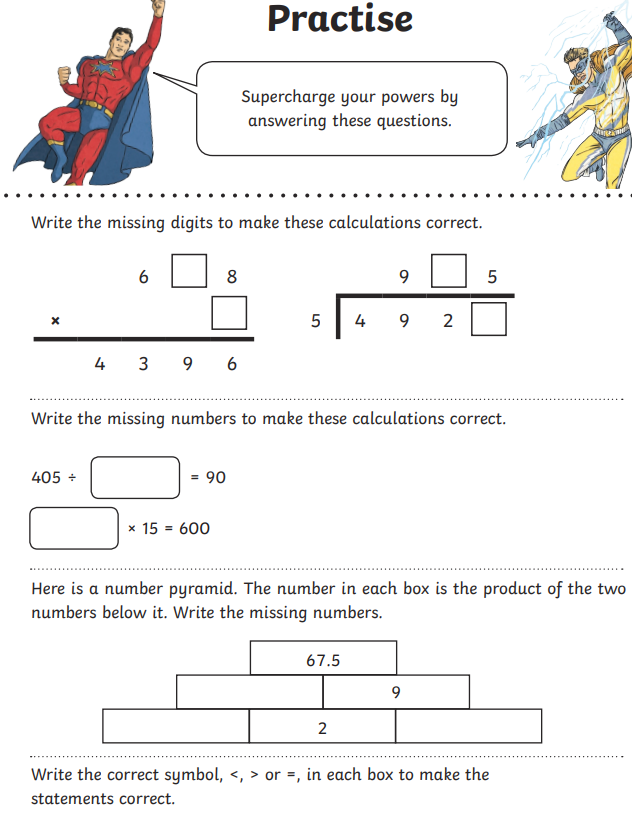 Practise
Supercharge your powers by
answering these questions.
Write the missing digits to make these calculations correct.
6 8
×
4 3 9 6
9 5
5 4 9 2
Write the missing numbers to make these calculations correct.
405 ÷ = 90
× 15 = 600
Here is a number pyramid. The number in each box is the product of the two
numbers below it. Write the missing numbers.
67.5
9
2
Write the correct symbol, <, > or =, in each box to make the
statements correct.